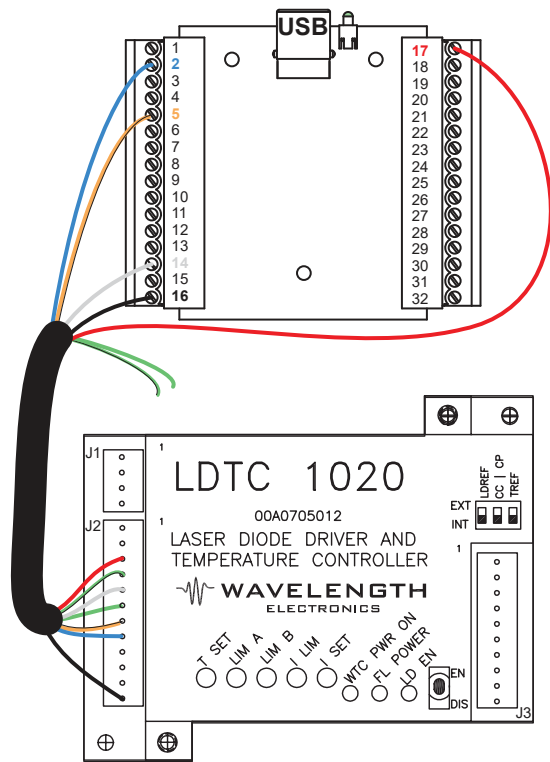 USB
1
2
3
4
5
6
7
8
9
10
11
12
13
14
15
16
17
18
19
20
21
22
23
24
25
26
27
28
29
30
31
32
J1
1
LDTC 1020
00A0705012
LASER DIODE DRIVER AND
TEMPERATURE CONTROLLER
WAVELENGTH
ELECTRONICS
J2
1
LDREF
CC | CP
TREF
EXT
INT
1
T SET
LIM A
LIM B
I LIM
I SET
WTC PWR ON
FL POWER
LD EN
EN
DIS
J3